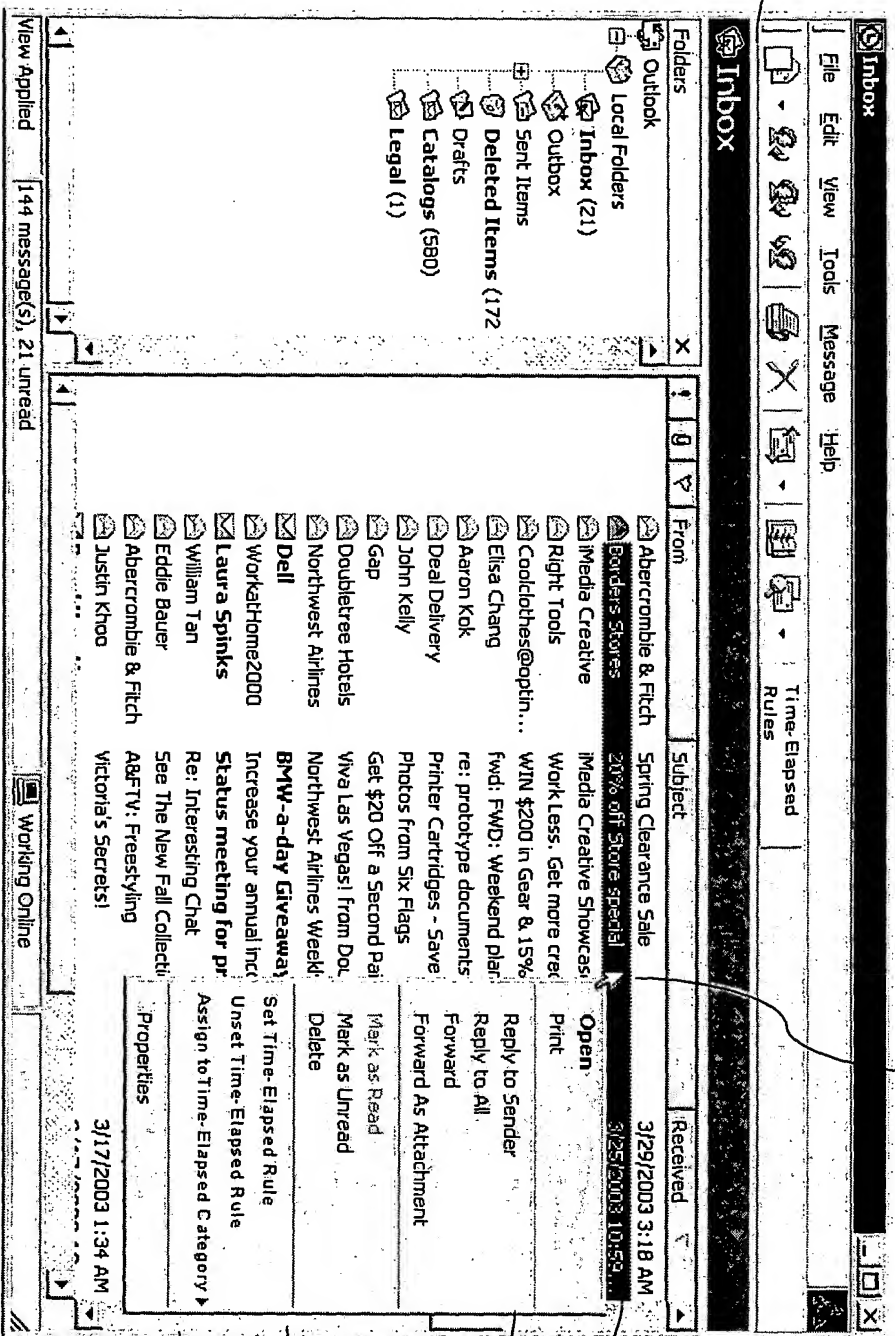 Inbox
File Edit View Tools Message Help
Time-Elapsed
Rules
Inbox
Folders
Outlook
Local Folders
Inbox (21)
Outbox
Sent Items
Deleted Items (172
Drafts
Catalogs (580)
Legal (1)
! From Subject Received
Abercrombie & Fitch Spring Clearance Sale 3/29/2003 3:18 AM
Borders Stores 20% off Store special 3/25/2003 10:59...
iMedia Creative iMedia Creative Showcas
Right Tools Work Less. Get more crea
Coolclothes@optin... WIN $200 in Gear & 15%
Elisa Chang fwd: FWD: Weekend plan
Aaron Kok re: prototype documents
Deal Delivery Printer Cartridges - Save
John Kelly Photos from Six Flags
Gap Get $20 Off a Second Pai
Doubletree Hotels Viva Las Vegas! from Dou
Northwest Airlines Northwest Airlines Weekl
Dell BMW-a-day Giveaway
WorkatHome2000 Increase your annual inco
Laura Spinks Status meeting for pr
William Tan Re: Interesting Chat
Eddie Bauer See The New Fall Collecti
Abercrombie & Fitch A&FTV: Freestyling
Justin Khoo Victoria's Secrets! 3/17/2003 1:34 AM
Open
Print
Reply to Sender
Reply to All
Forward
Forward As Attachment
Mark as Read
Mark as Unread
Delete
Set Time-Elapsed Rule
Unset Time-Elapsed Rule
Assign to Time-Elapsed Category
Properties
View Applied 144 message(s), 21 unread Working Online